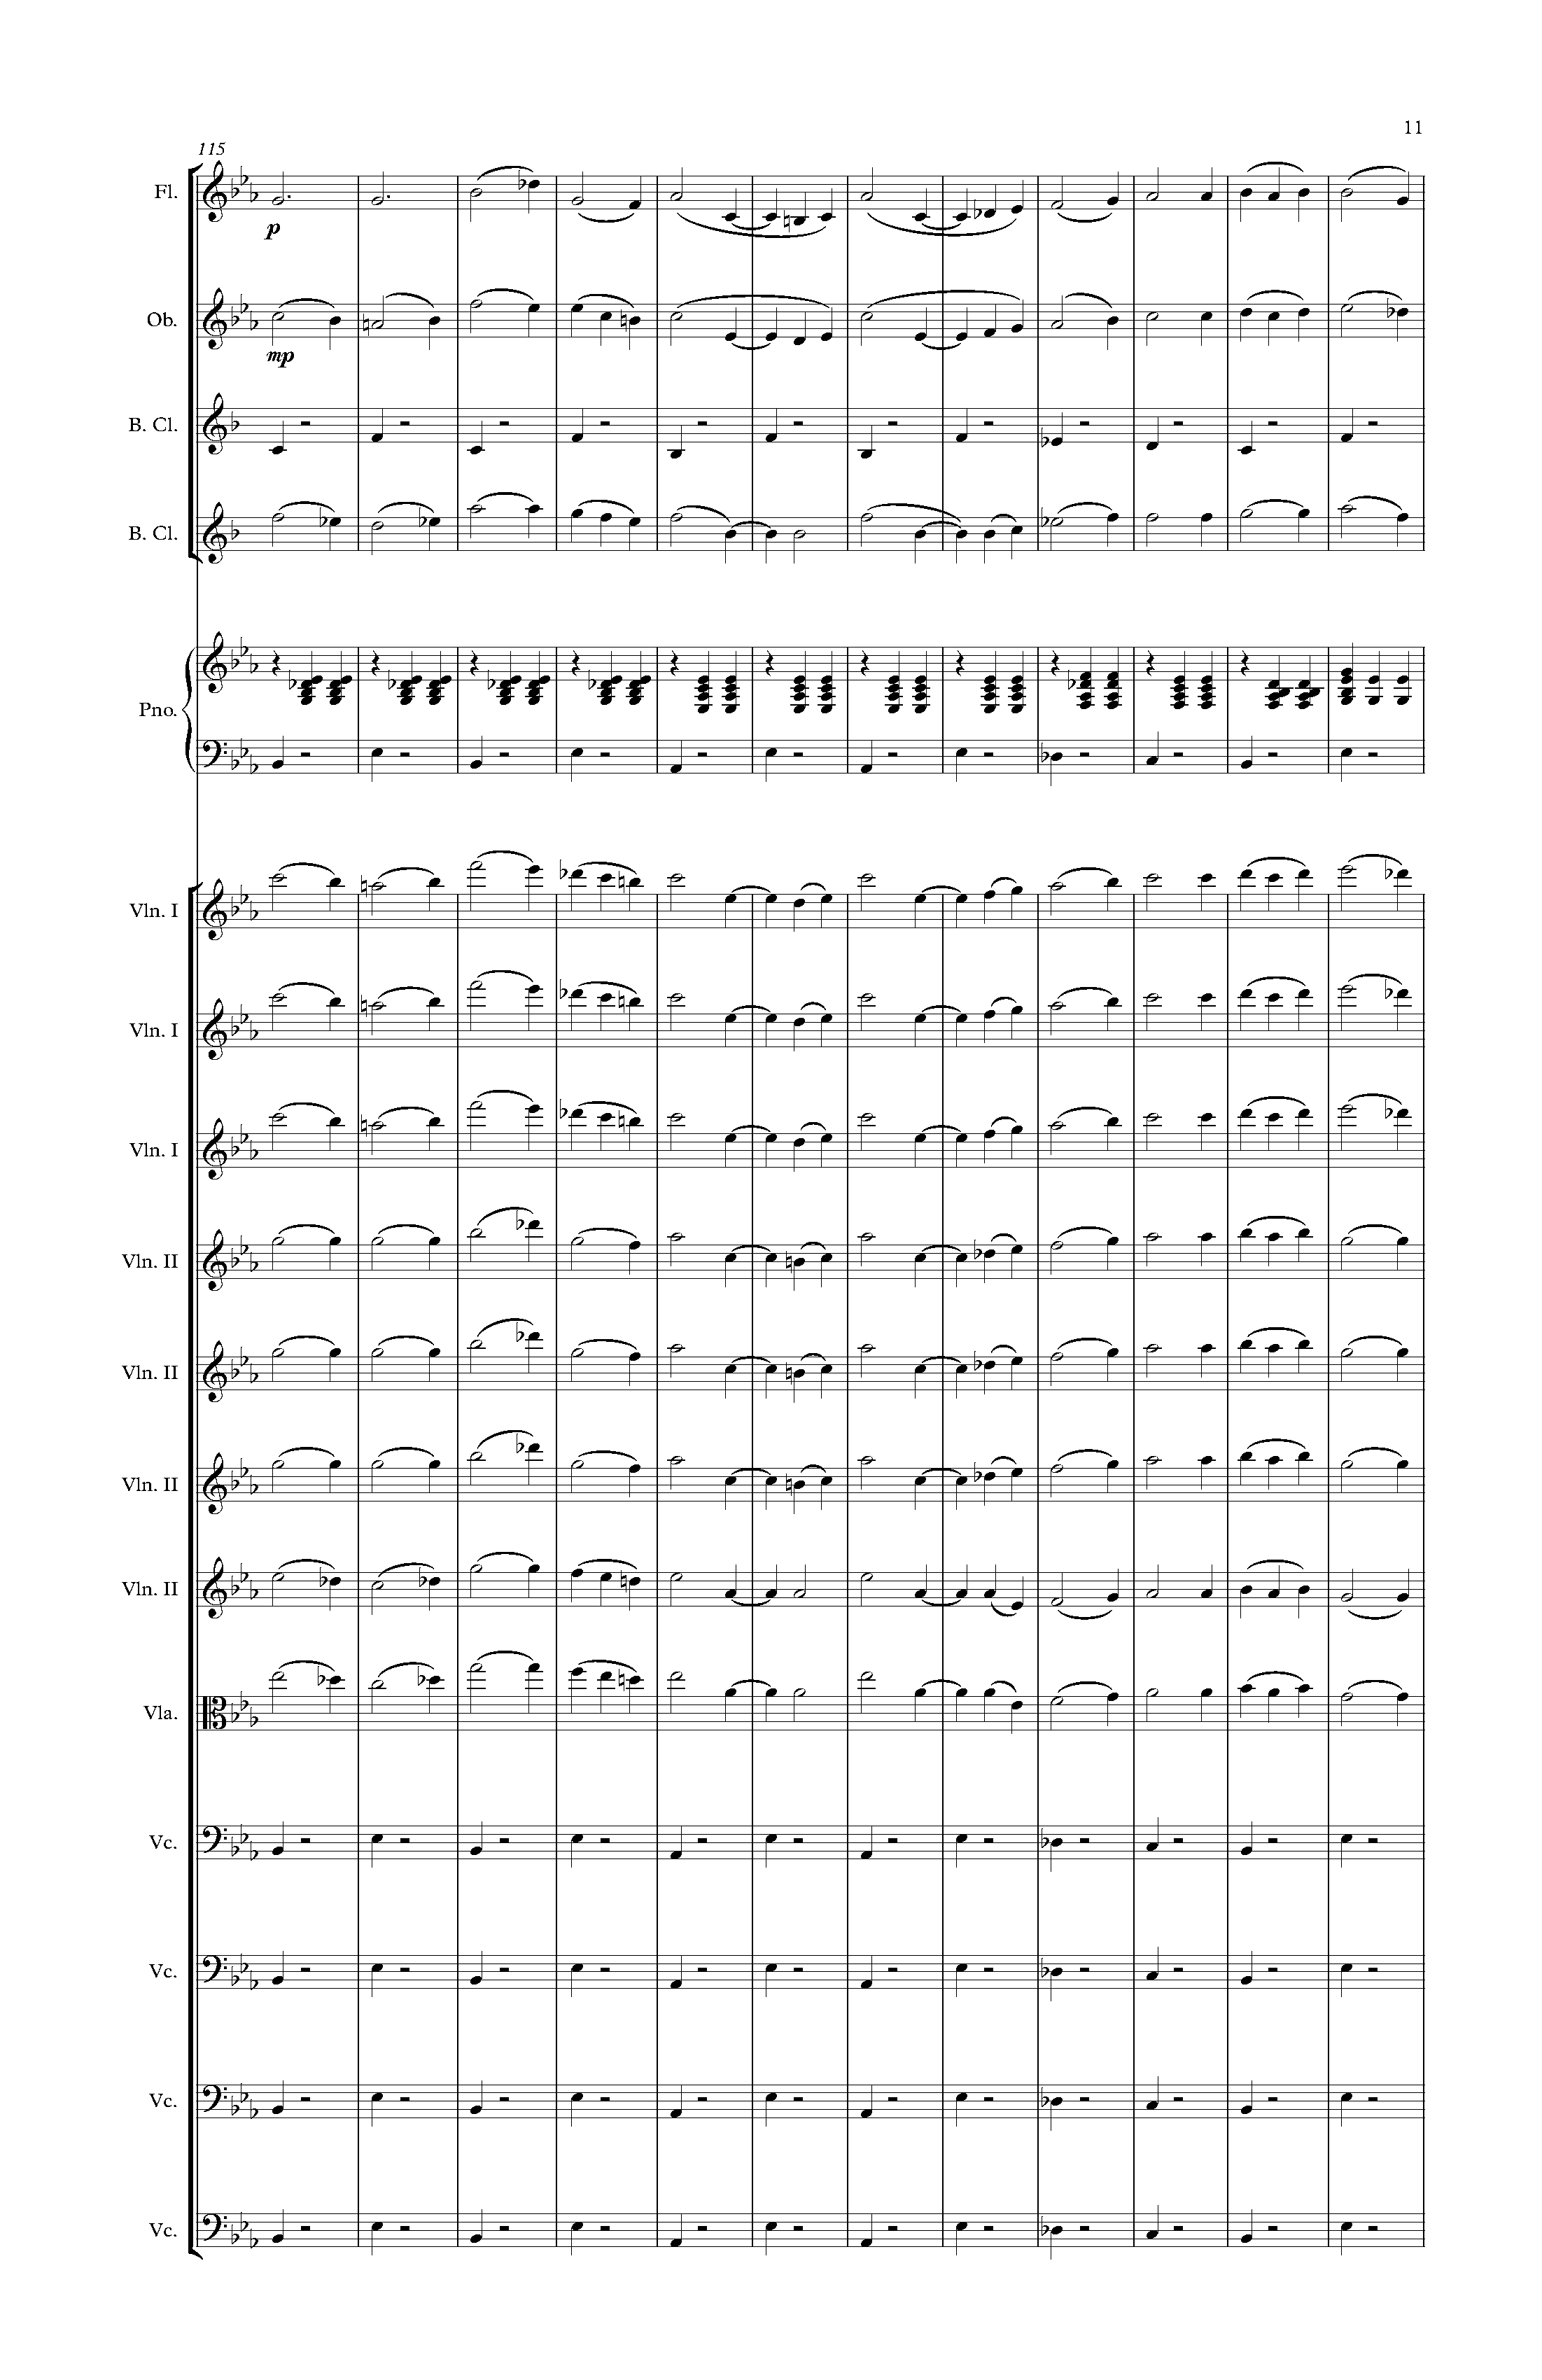 11
115
Fl.
p
Ob.
mp
B. Cl.
B. Cl.
Pno.
Vln. I
Vln. I
Vln. I
Vln. II
Vln. II
Vln. II
Vln. II
Vla.
Vc.
Vc.
Vc.
Vc.